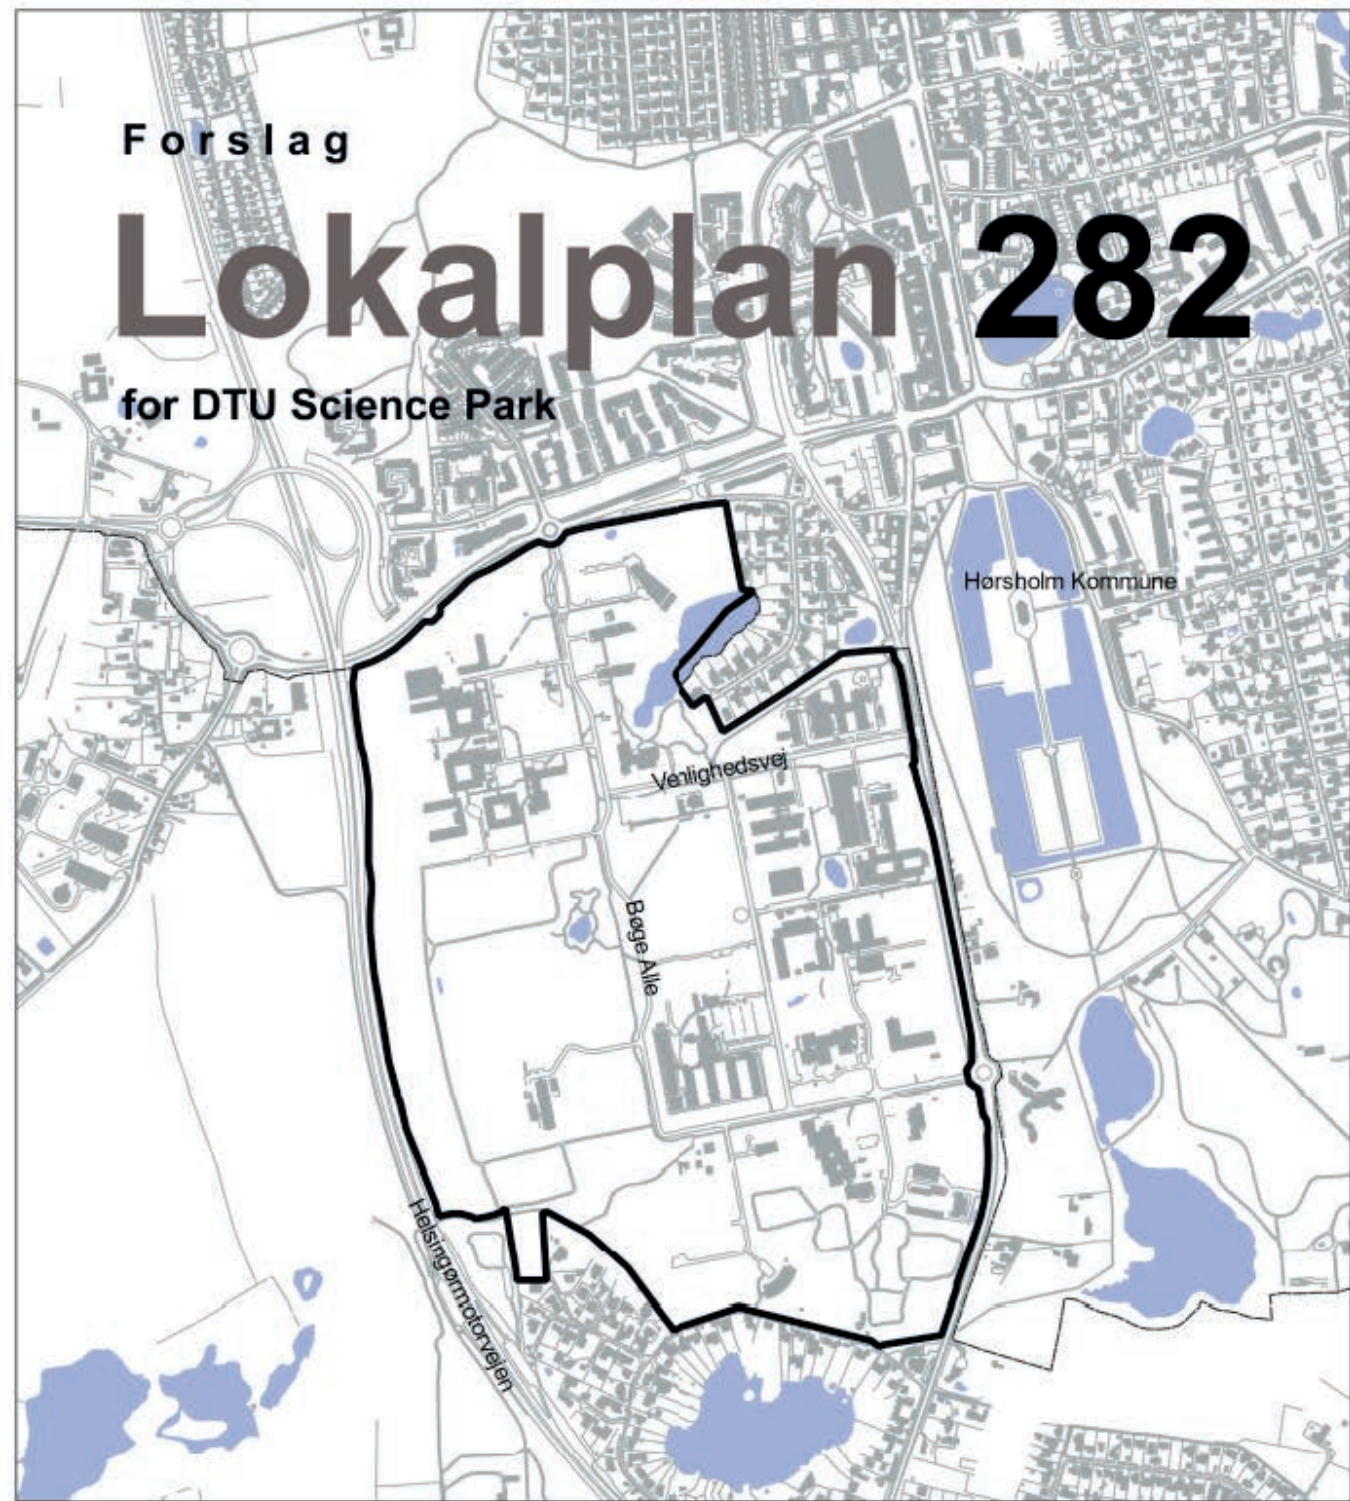 Forslag
Lokalplan 282
for DTU Science Park
Hørsholm Kommune
Venlighedsvej
Bøge Alle
Helsingørmotorvejen